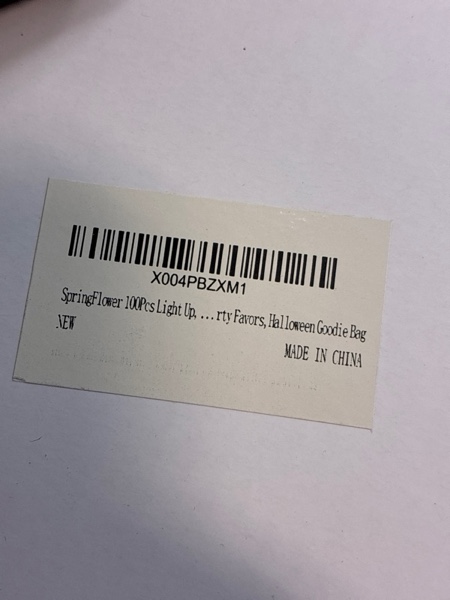 X004PBZXM1
SpringFlower 100Pcs Light Up, ...rty Favors, Halloween Goodie Bag
NEW
MADE IN CHINA